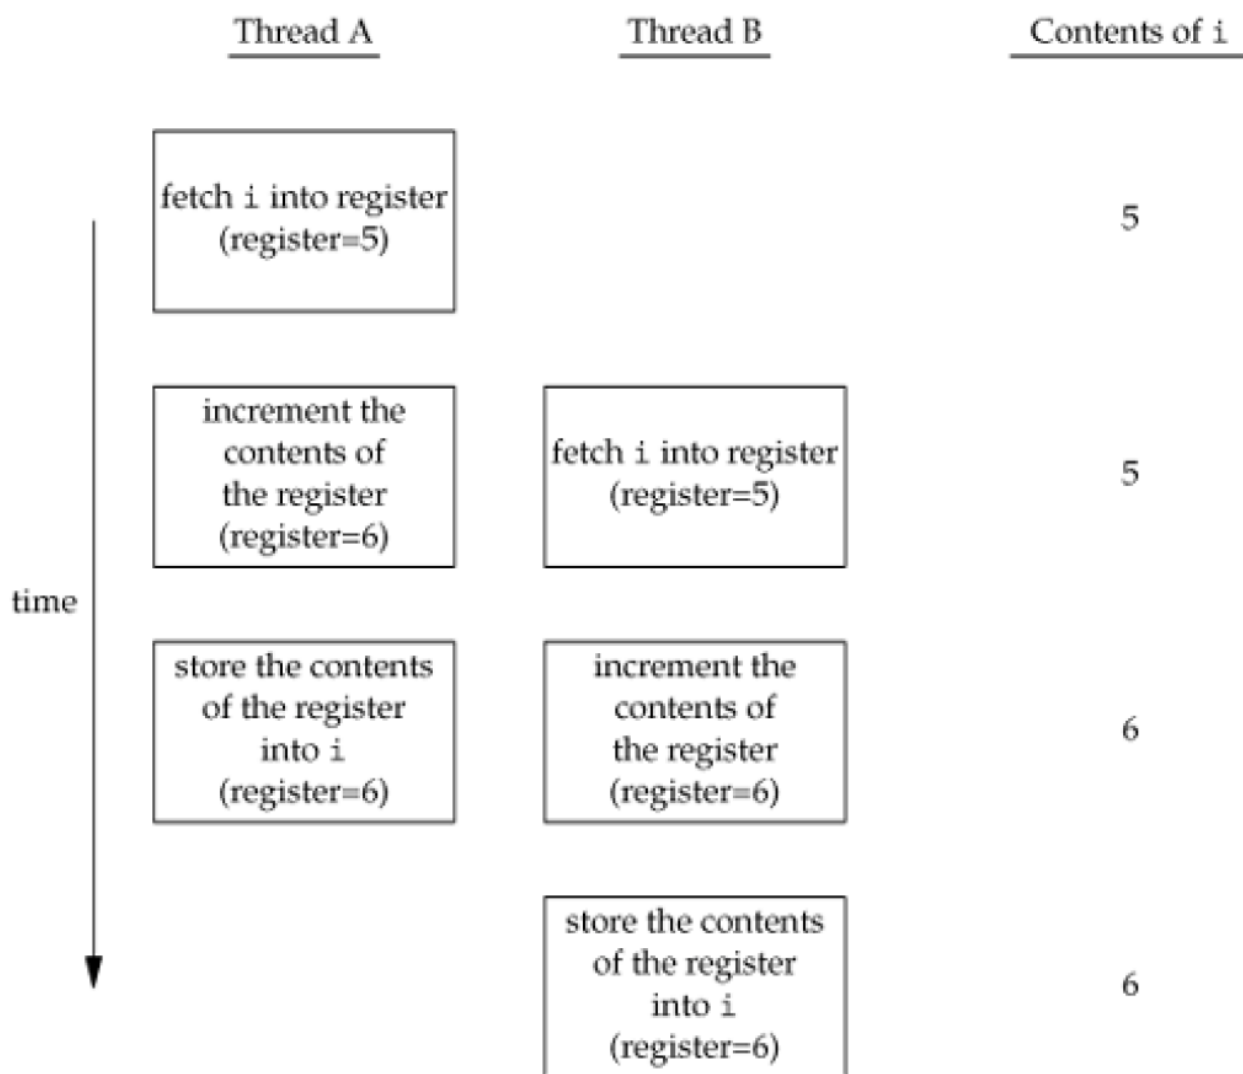 Thread A
Thread B
Contents of i
fetch i into register
(register=5)
5
increment the
contents of
the register
(register=6)
fetch i into register
(register=5)
5
time
store the contents
of the register
into i
(register=6)
increment the
contents of
the register
(register=6)
6
store the contents
of the register
into i
(register=6)
6